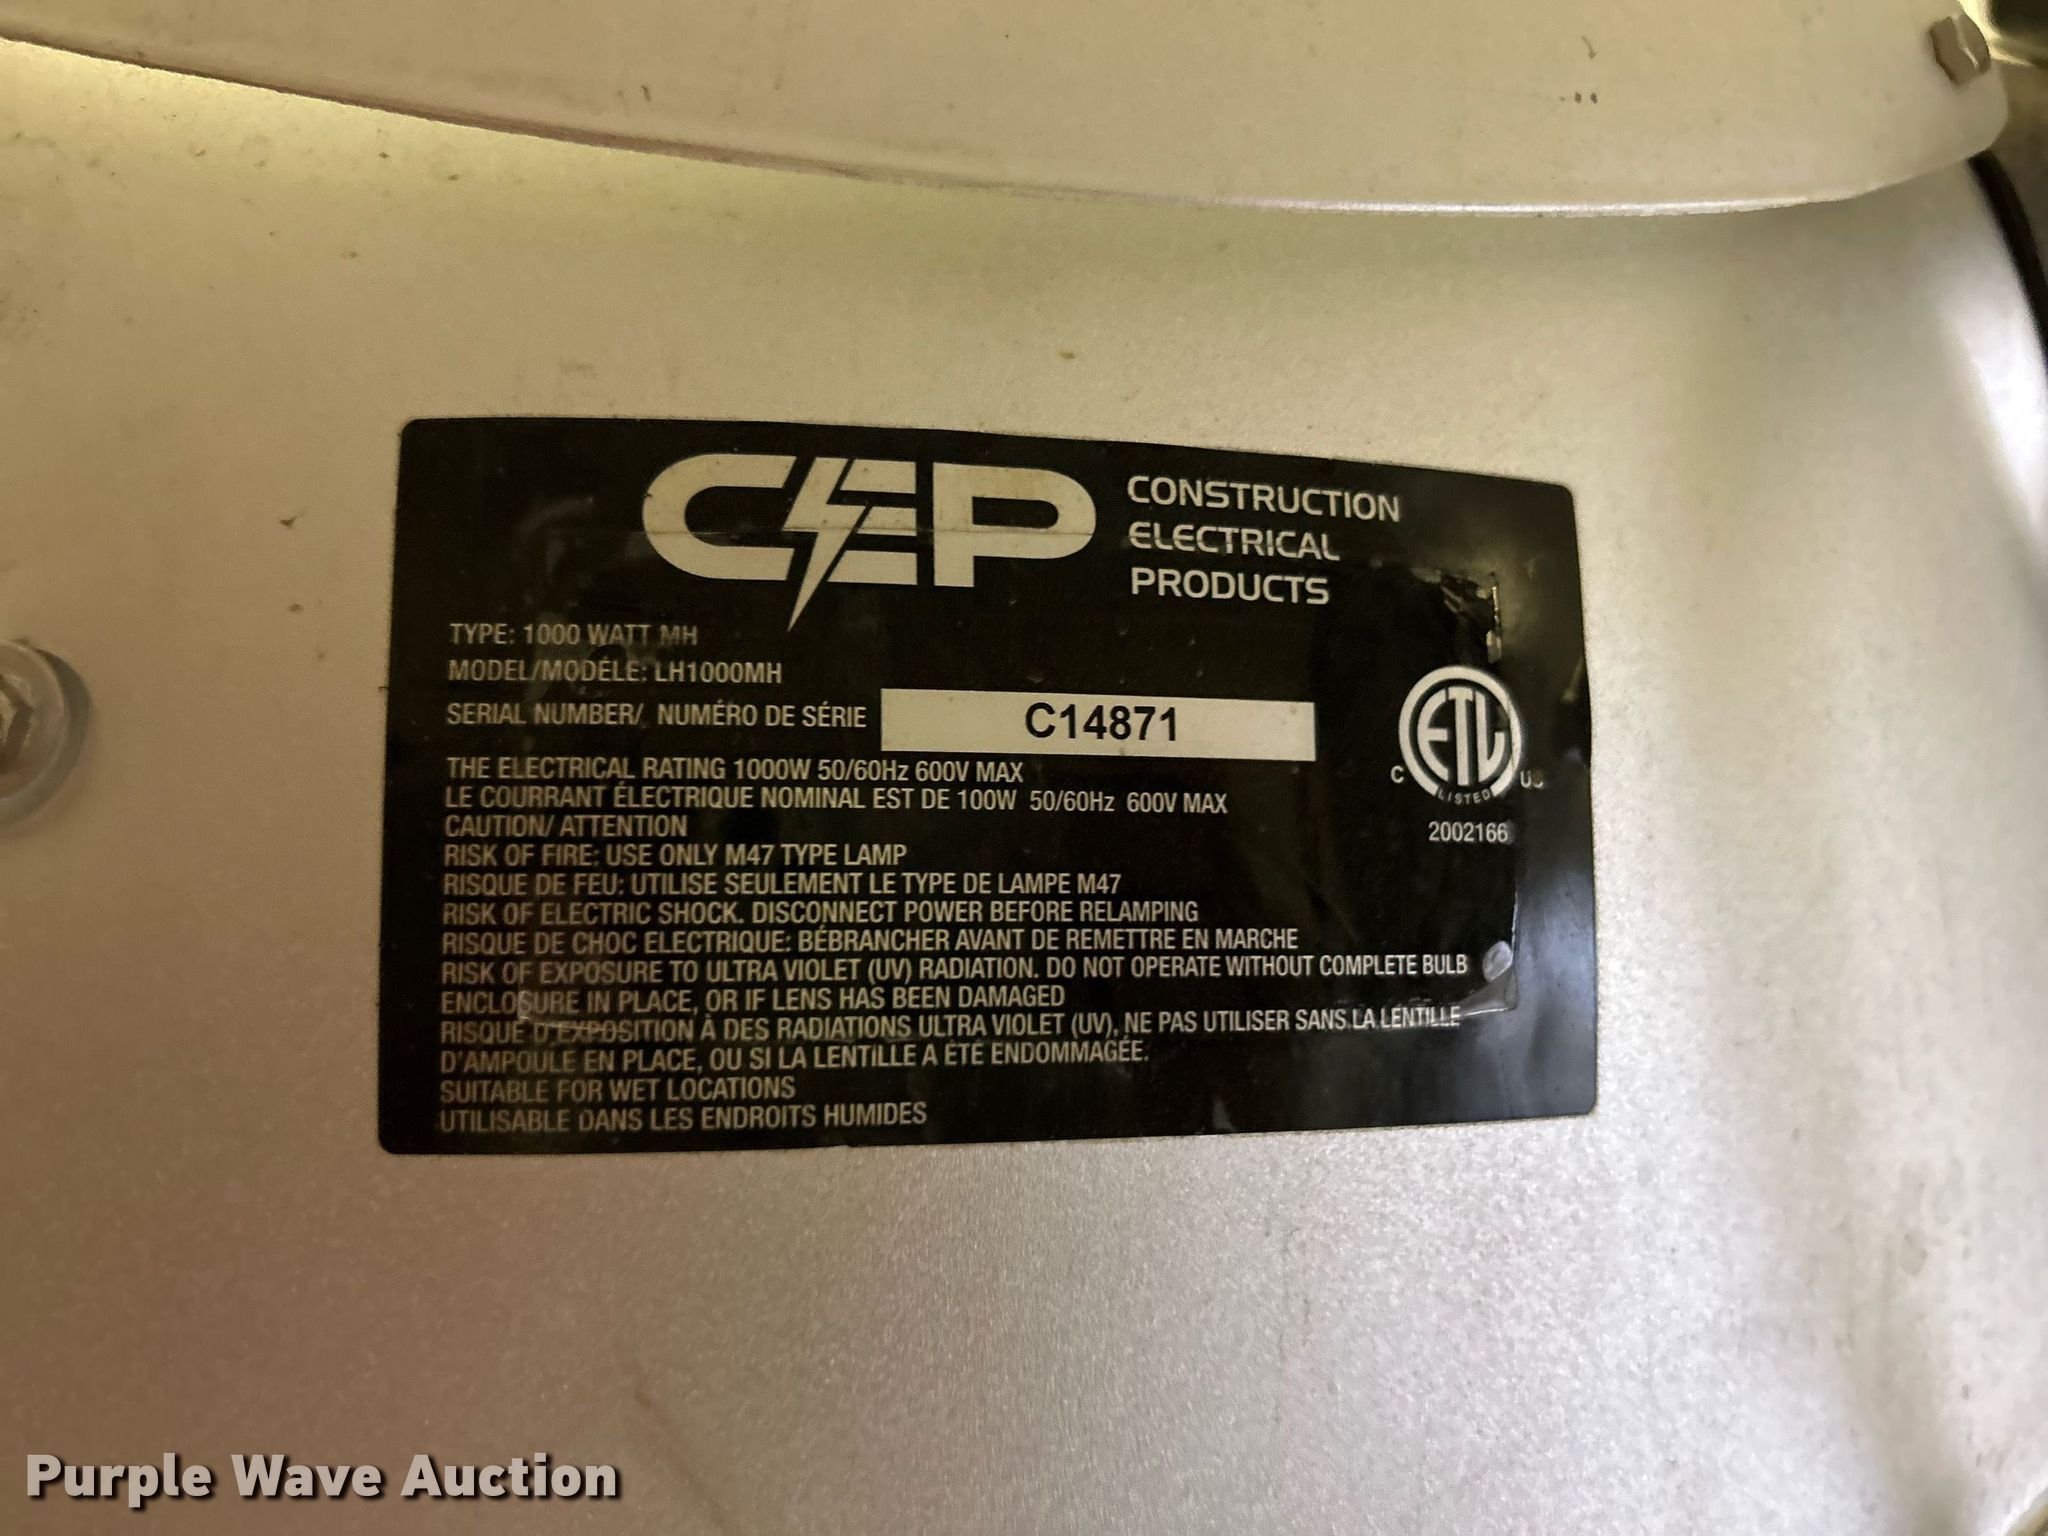 CEP
CONSTRUCTION
ELECTRICAL
PRODUCTS
TYPE: 1000 WATT MH
MODEL/MODÉLE: LH1000MH
SERIAL NUMBER/ NUMÉRO DE SÉRIE C14871
THE ELECTRICAL RATING 1000W 50/60Hz 600V MAX
LE COURRANT ÉLECTRIQUE NOMINAL EST DE 100W 50/60Hz 600V MAX
CAUTION/ ATTENTION
RISK OF FIRE: USE ONLY M47 TYPE LAMP
RISQUE DE FEU: UTILISE SEULEMENT LE TYPE DE LAMPE M47
RISK OF ELECTRIC SHOCK. DISCONNECT POWER BEFORE RELAMPING
RISQUE DE CHOC ELECTRIQUE: BÉBRANCHER AVANT DE REMETTRE EN MARCHE
RISK OF EXPOSURE TO ULTRA VIOLET (UV) RADIATION. DO NOT OPERATE WITHOUT COMPLETE BULB
ENCLOSURE IN PLACE, OR IF LENS HAS BEEN DAMAGED
RISQUE D'EXPOSITION À DES RADIATIONS ULTRA VIOLET (UV), NE PAS UTILISER SANS LA LENTILLE
D'AMPOULE EN PLACE, OU SI LA LENTILLE A ÉTÉ ENDOMMAGÉE.
SUITABLE FOR WET LOCATIONS
UTILISABLE DANS LES ENDROITS HUMIDES
ETL
C US
LISTED
2002166
Purple Wave Auction